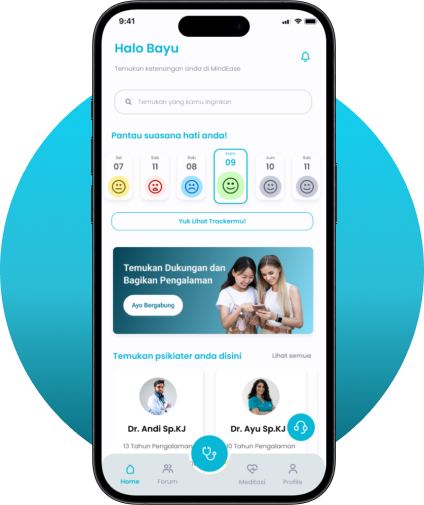 9:41
Halo Bayu
Temukan ketenangan anda di MindEase
Temukan yang kamu inginkan
Pantau suasana hati anda!
Sel
07
Sab
11
Rab
08
Kam
09
Jum
10
Sab
11
Yuk Lihat Trackermu!
Temukan Dukungan dan
Bagikan Pengalaman
Ayo Bergabung
Temukan psikiater anda disini
Lihat semua
Dr. Andi Sp.KJ
Dr. Ayu Sp.KJ
13 Tahun Pengalaman
10 Tahun Pengalaman
Home
Forum
Meditasi
Profile